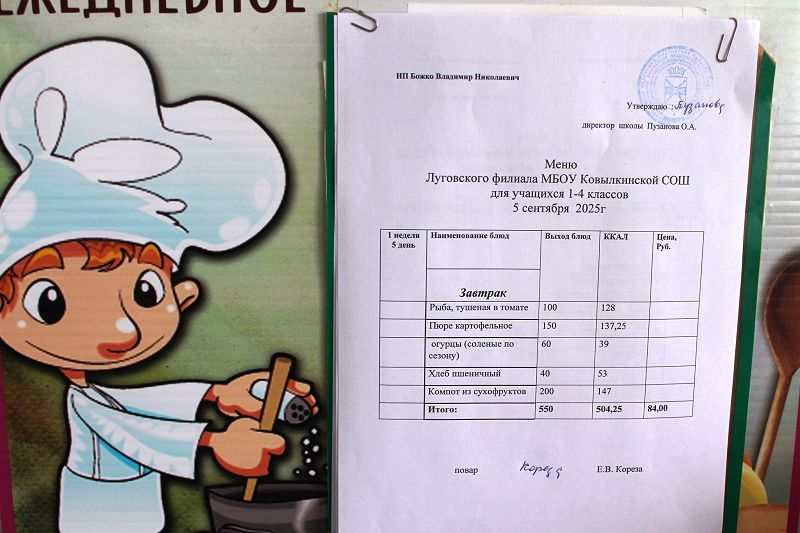 ЕЖЕДНЕВНОЕ
ИП Божко Владимир Николаевич
Утверждаю : Пузанова
директор школы Пузанова О.А.
Меню
Луговского филиала МБОУ Ковылкинской СОШ
для учащихся 1-4 классов
5 сентября 2025г
1 неделя 5 день Наименование блюд Выход блюд ККАЛ Цена, Руб.
Завтрак
Рыба, тушеная в томате 100 128
Пюре картофельное 150 137,25
огурцы (соленые по сезону) 60 39
Хлеб пшеничный 40 53
Компот из сухофруктов 200 147
Итого: 550 504,25 84,00
повар Кореза Е.В. Кореза